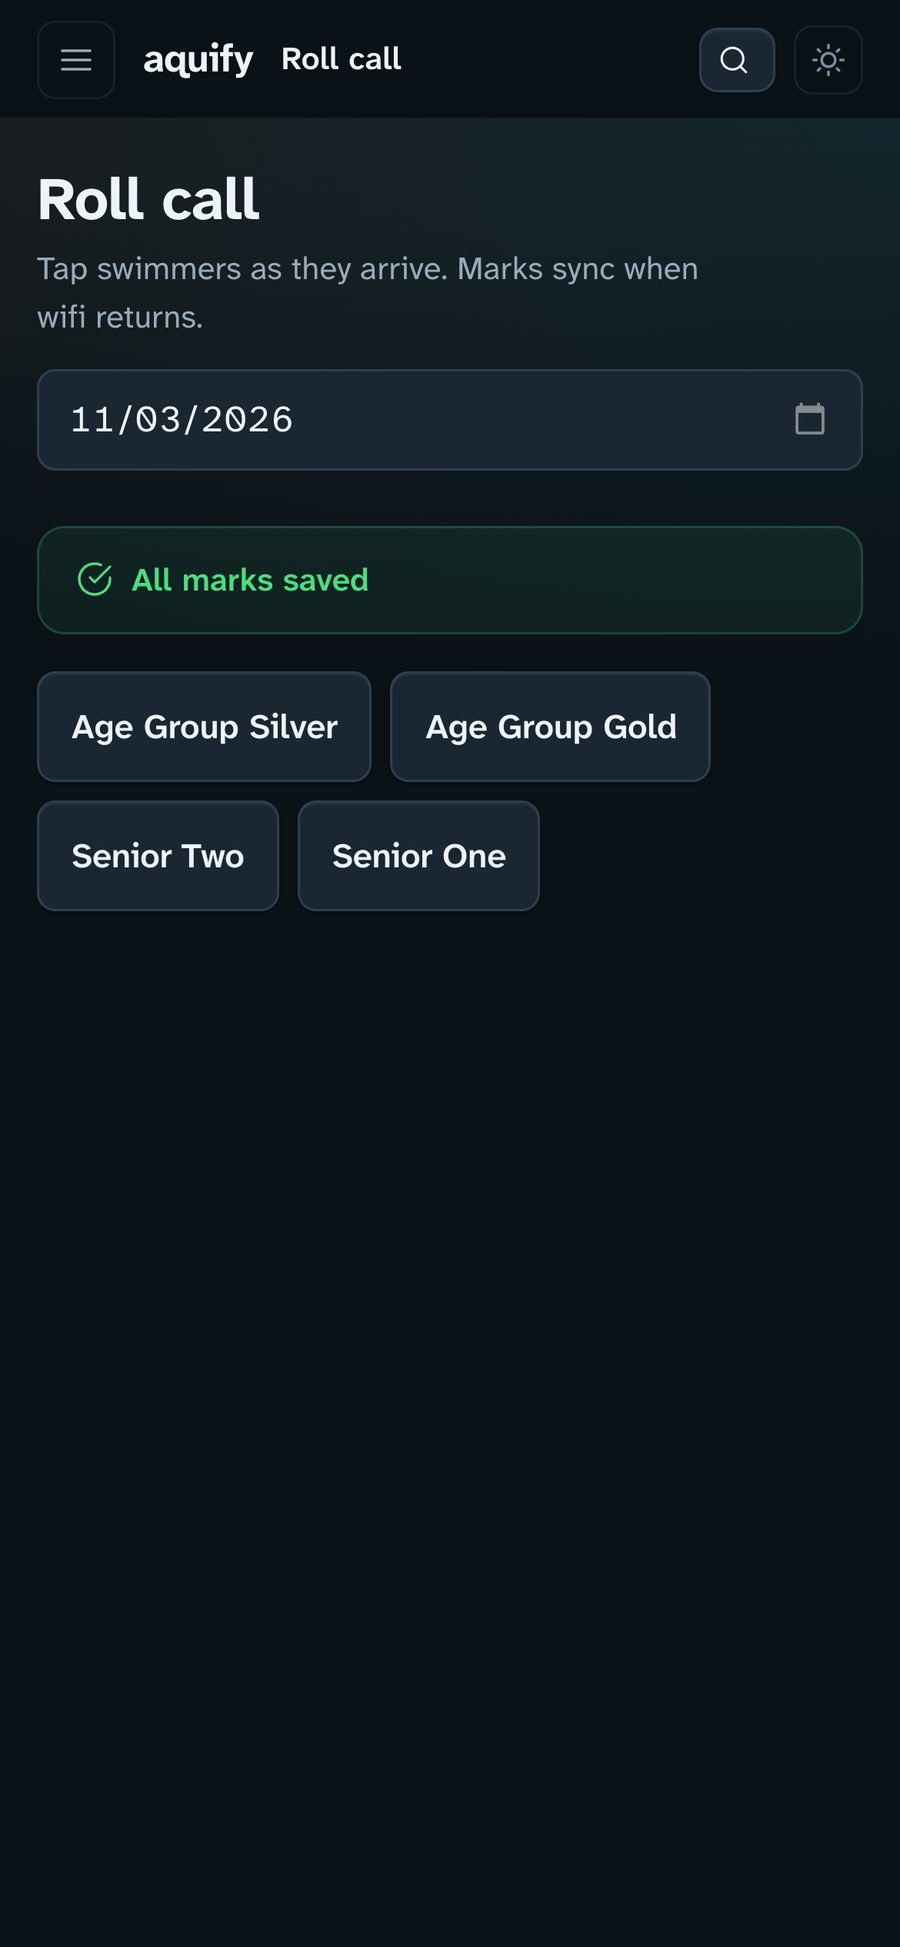 aquify Roll call
Roll call
Tap swimmers as they arrive. Marks sync when
wifi returns.
11/03/2026
All marks saved
Age Group Silver Age Group Gold
Senior Two Senior One